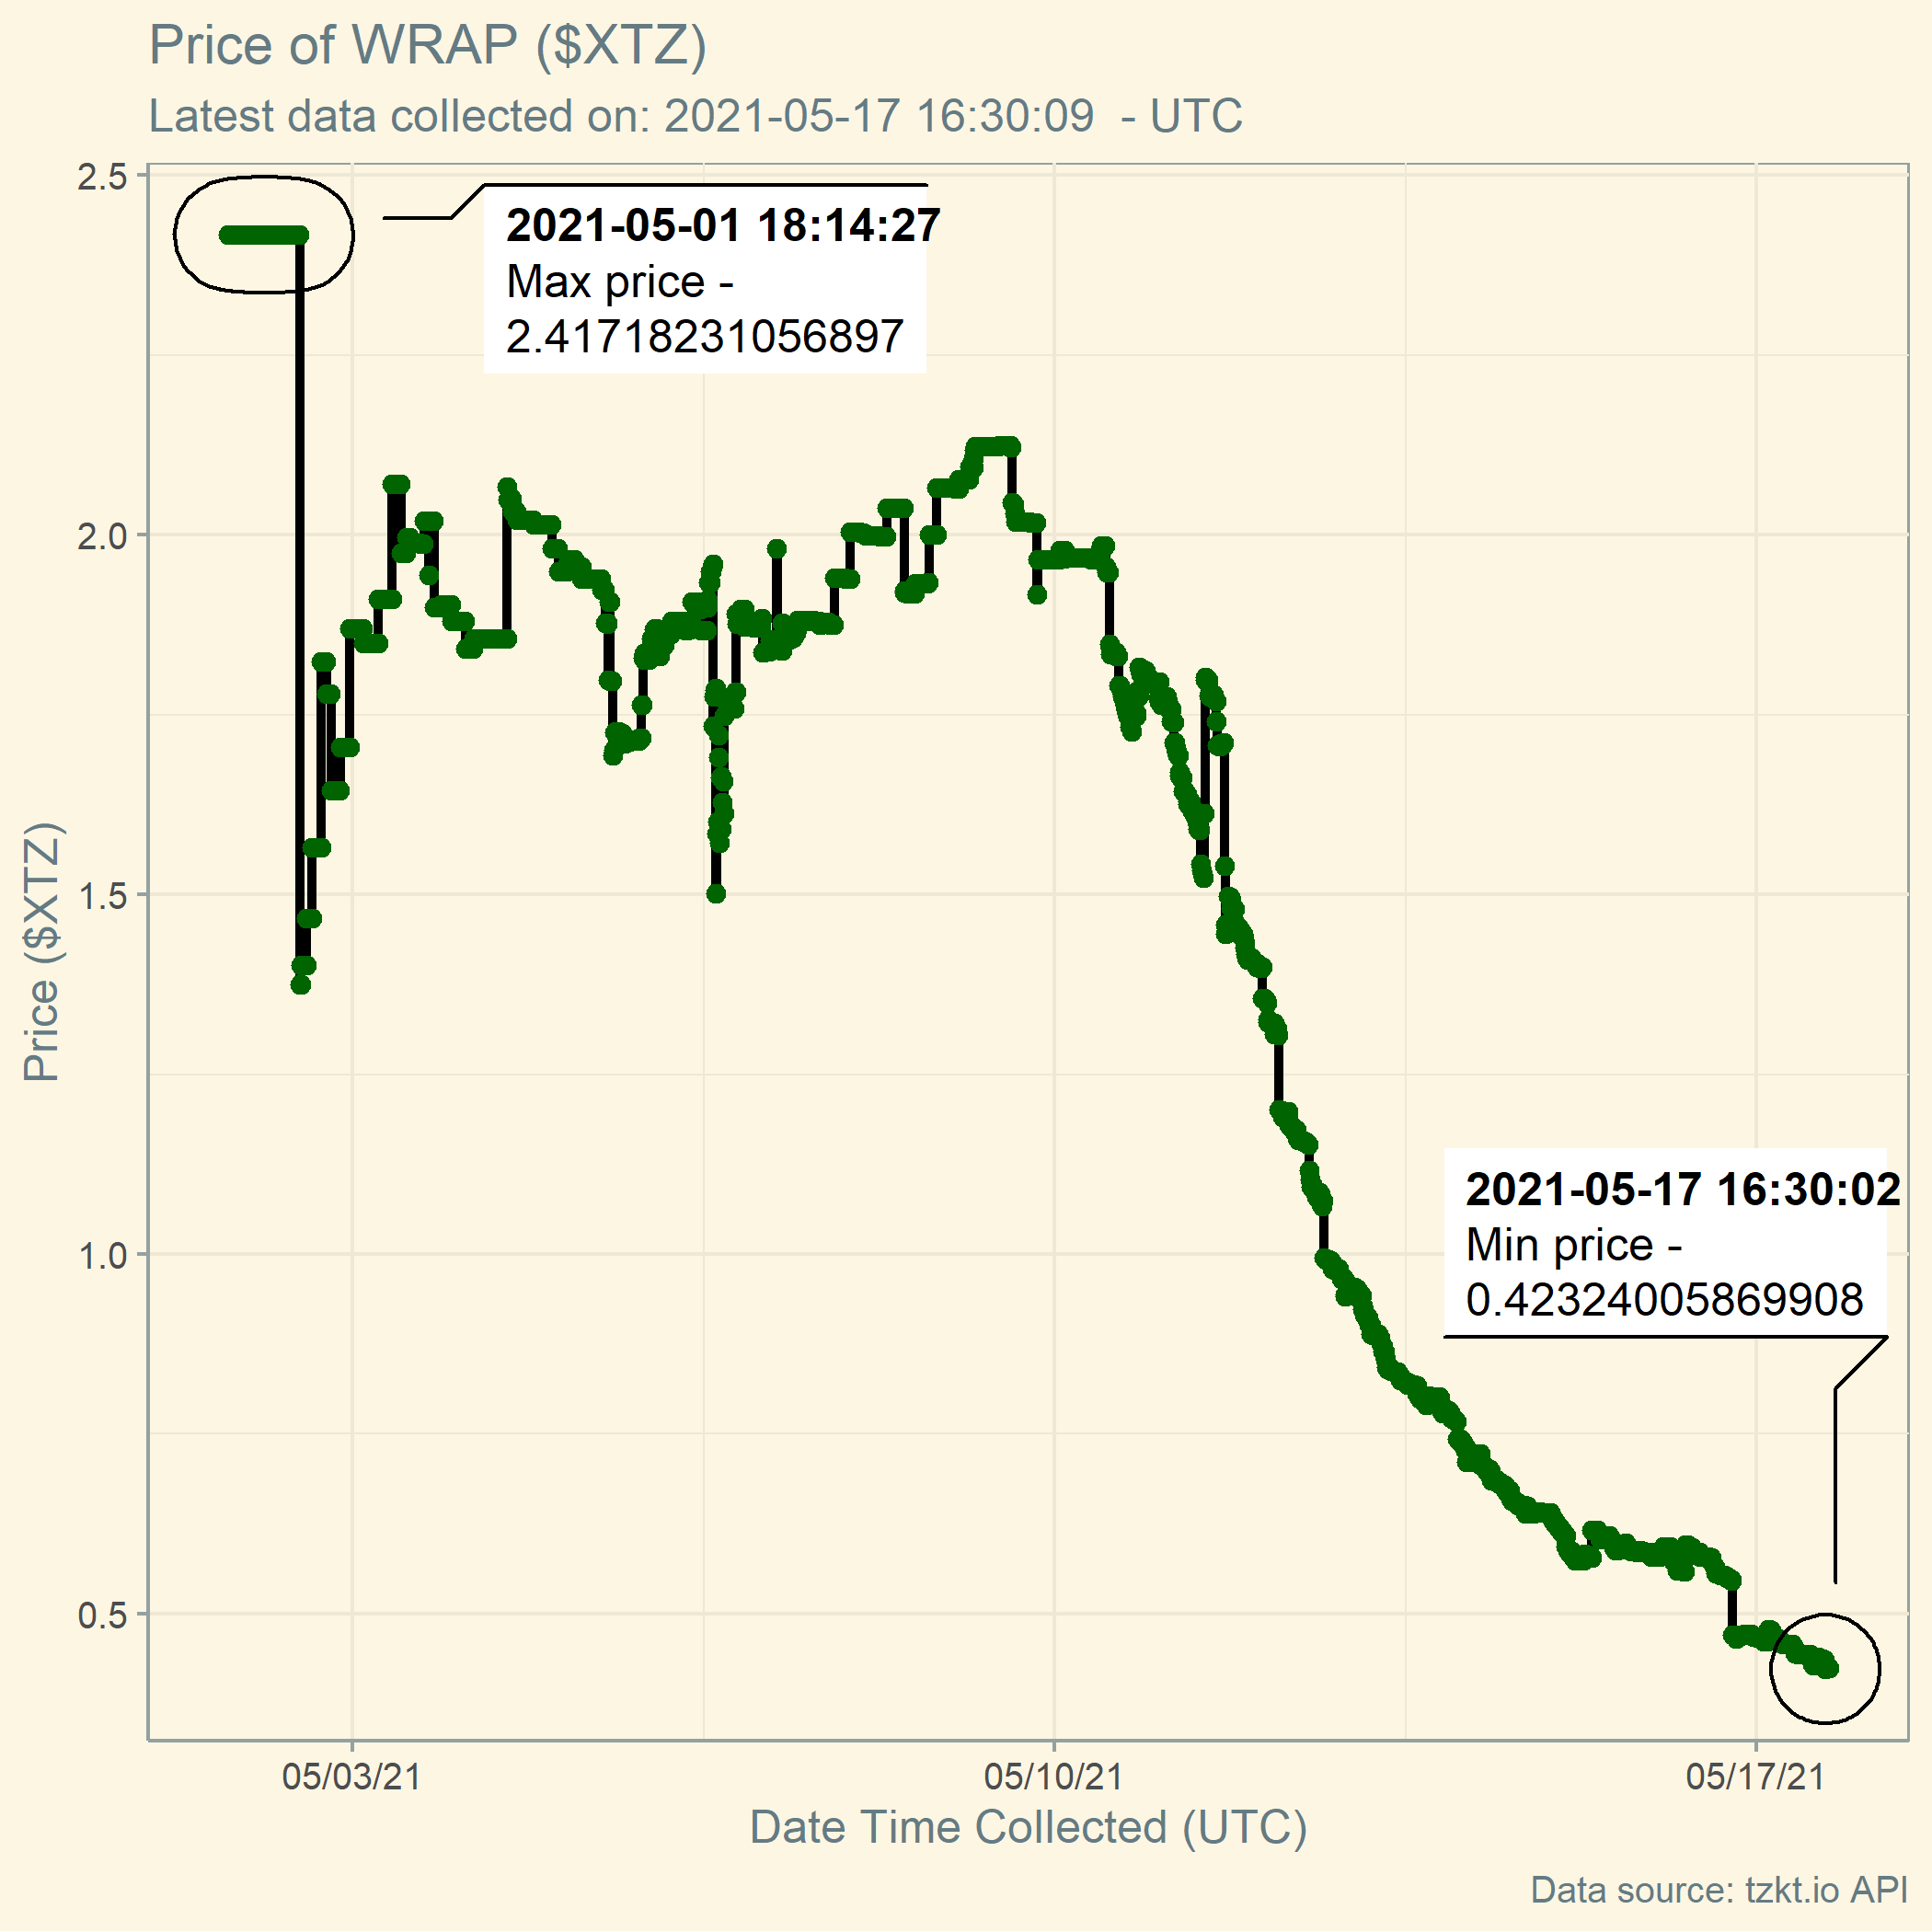 Price of WRAP ($XTZ)
Latest data collected on: 2021-05-17 16:30:09  - UTC
2.5
2.0
1.5
1.0
0.5
Price ($XTZ)
2021-05-01 18:14:27
Max price -
2.41718231056897
2021-05-17 16:30:02
Min price -
0.42324005869908
05/03/21
05/10/21
05/17/21
Date Time Collected (UTC)
Data source: tzkt.io API